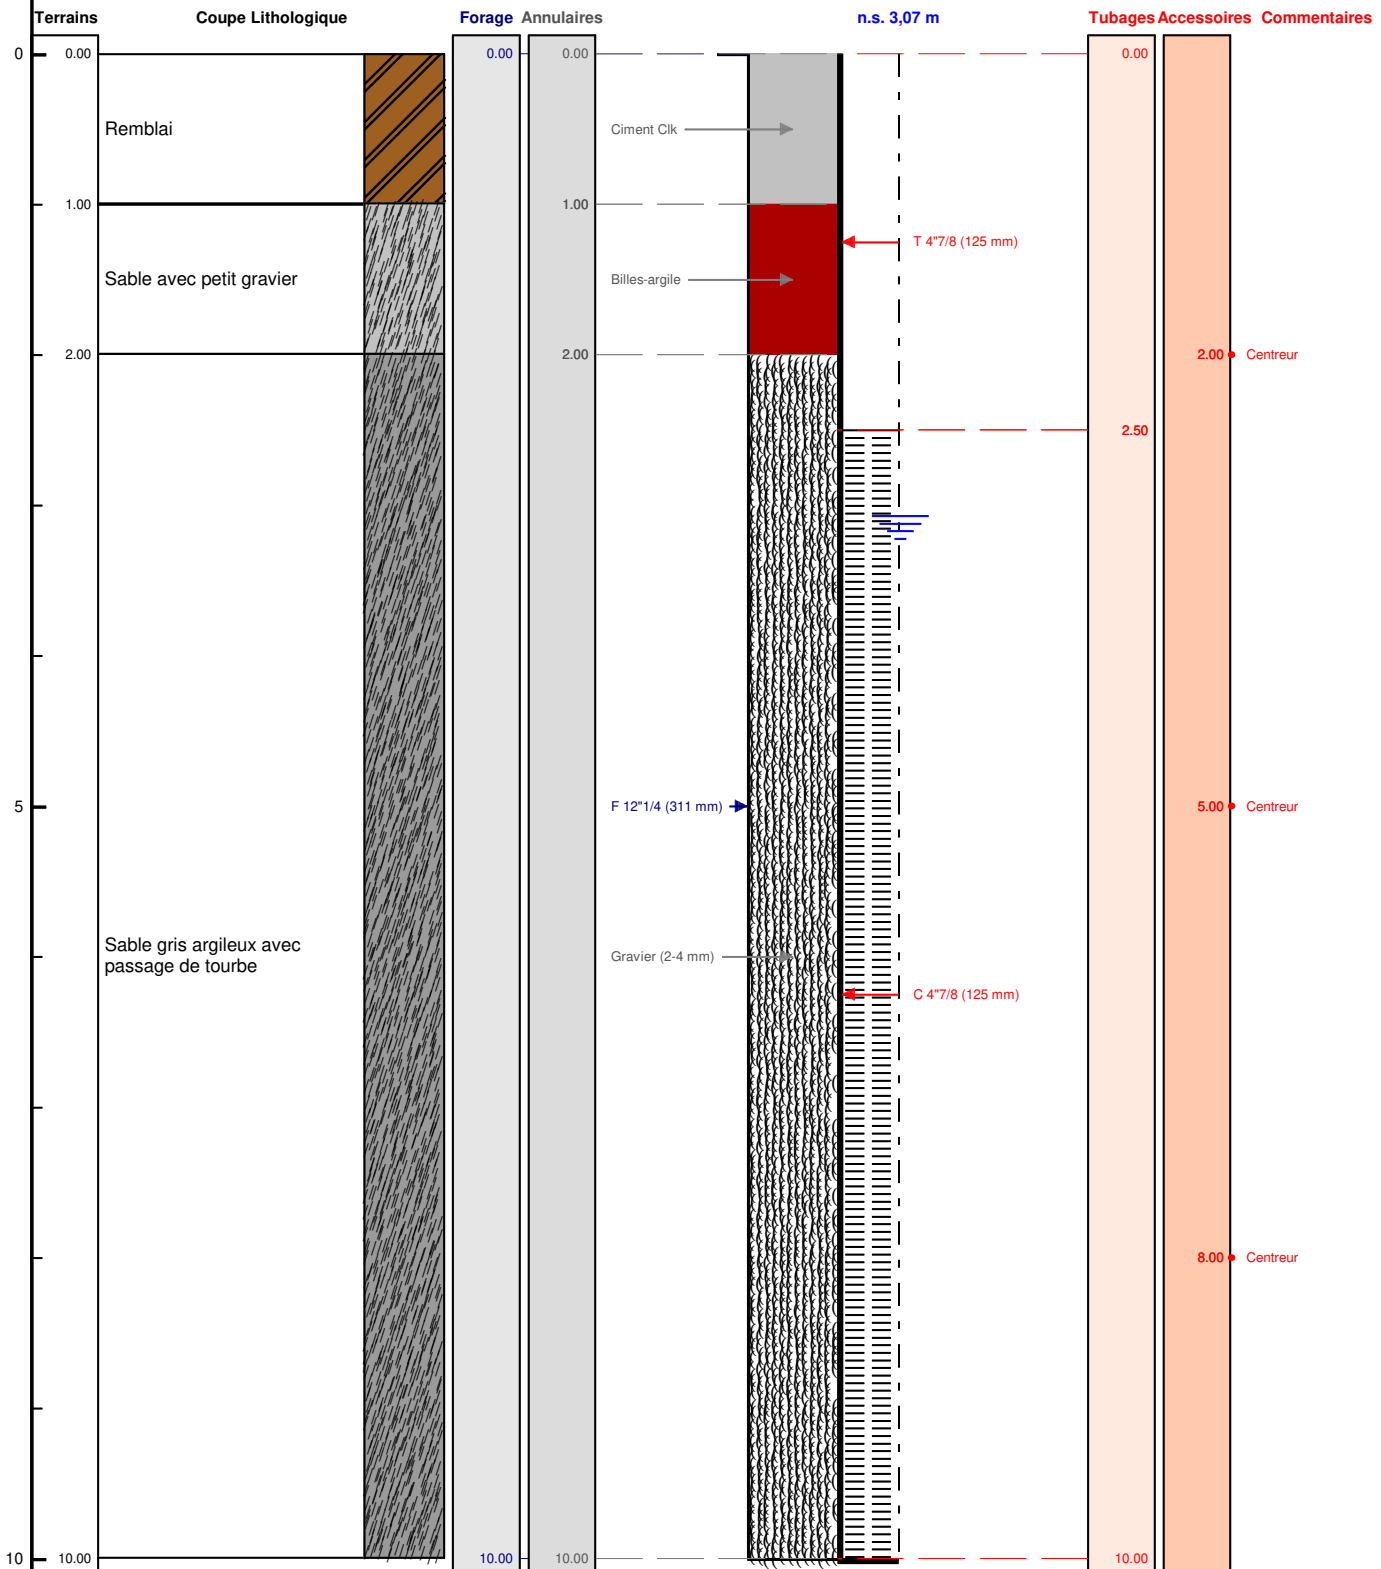 Terrains Coupe Lithologique Forage Annulaires n.s. 3,07 m Tubages Accessoires Commentaires
0 0.00 0.00 0.00 0.00
Remblai Ciment Clk
1.00 1.00
T 4"7/8 (125 mm)
Sable avec petit gravier Billes-argile
2.00 2.00 2.00 Centreur
2.50
5 F 12"1/4 (311 mm) 5.00 Centreur
Sable gris argileux avec
passage de tourbe
Gravier (2-4 mm)
C 4"7/8 (125 mm)
8.00 Centreur
10 10.00 10.00 10.00 10.00